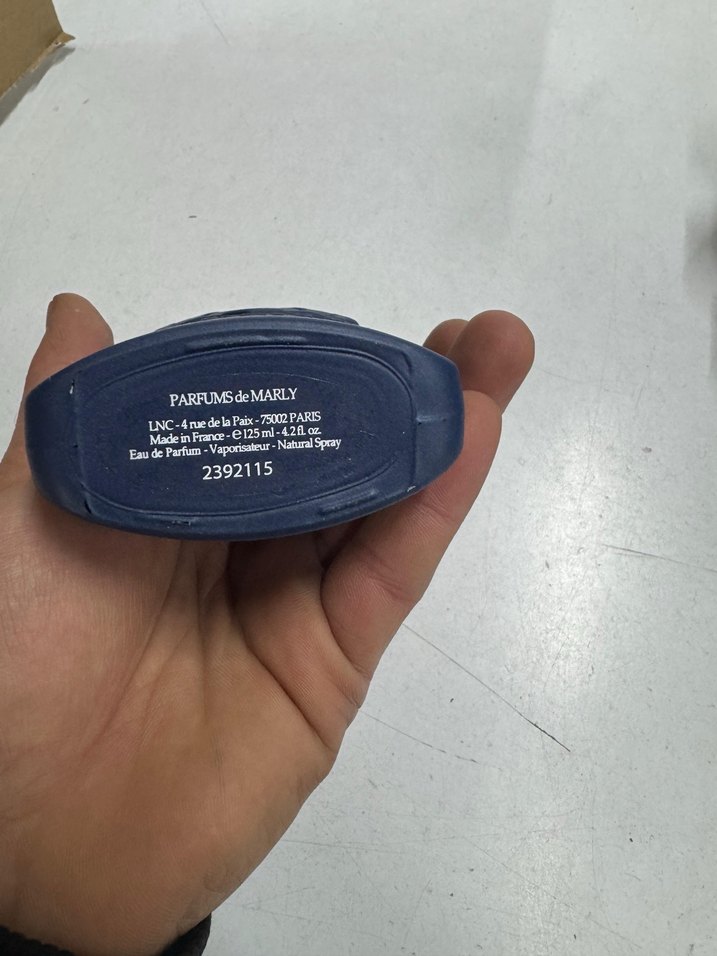 PARFUMS de MARLY
LNC - 4 rue de la Paix - 75002 PARIS
Made in France - ℮ 125 ml - 4.2 fl. oz.
Eau de Parfum - Vaporisateur - Natural Spray
2392115